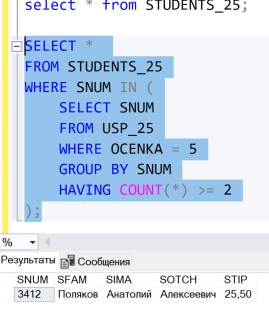 select * from STUDENTS_25;
SELECT *
FROM STUDENTS_25
WHERE SNUM IN (
SELECT SNUM
FROM USP_25
WHERE OCENKA = 5
GROUP BY SNUM
HAVING COUNT(*) >= 2
);
%
Результаты Сообщения
SNUM SFAM SIMA SOTCH STIP
3412 Поляков Анатолий Алексеевич 25,50